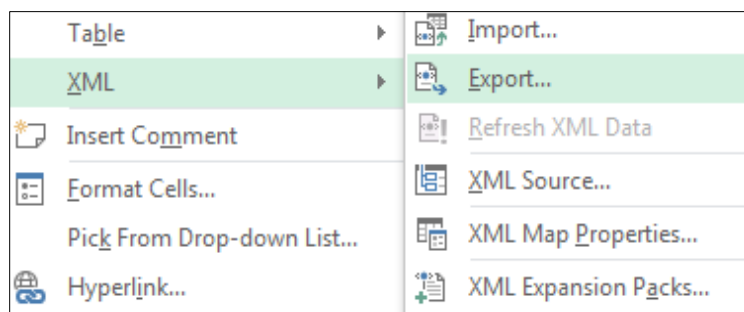 Table
XML
Insert Comment
Format Cells...
Pick From Drop-down List...
Hyperlink...
Import...
Export...
Refresh XML Data
XML Source...
XML Map Properties...
XML Expansion Packs...